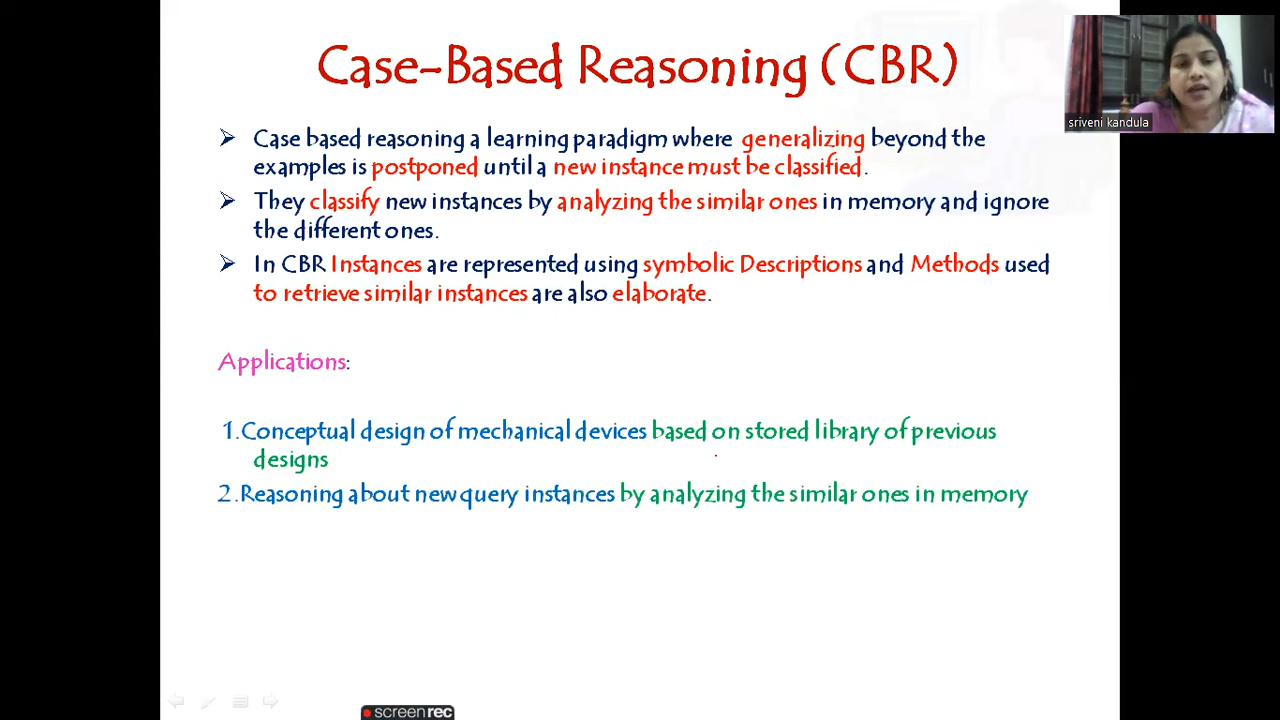 Case-Based Reasoning (CBR)
sriveni kandula
Case based reasoning a learning paradigm where generalizing beyond the
examples is postponed until a new instance must be classified.
They classify new instances by analyzing the similar ones in memory and ignore
the different ones.
In CBR Instances are represented using symbolic Descriptions and Methods used
to retrieve similar instances are also elaborate.
Applications:
1.Conceptual design of mechanical devices based on stored library of previous
designs
2.Reasoning about new query instances by analyzing the similar ones in memory
screenrec